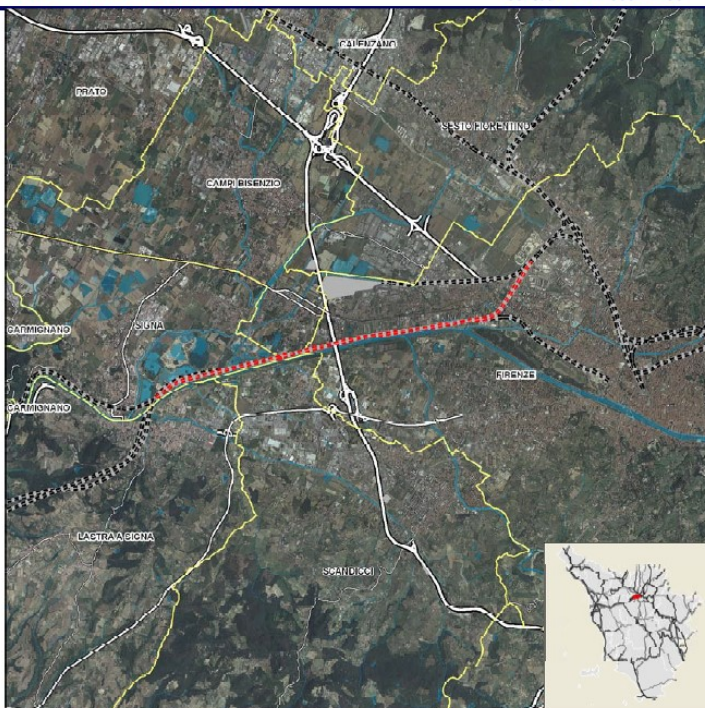 CALENZANO
PRATO
SESTO FIORENTINO
CAMPI BISENZIO
CARMIGNANO
SIGNA
FIRENZE
CARMIGNANO
LASTRA A SIGNA
SCANDICCI